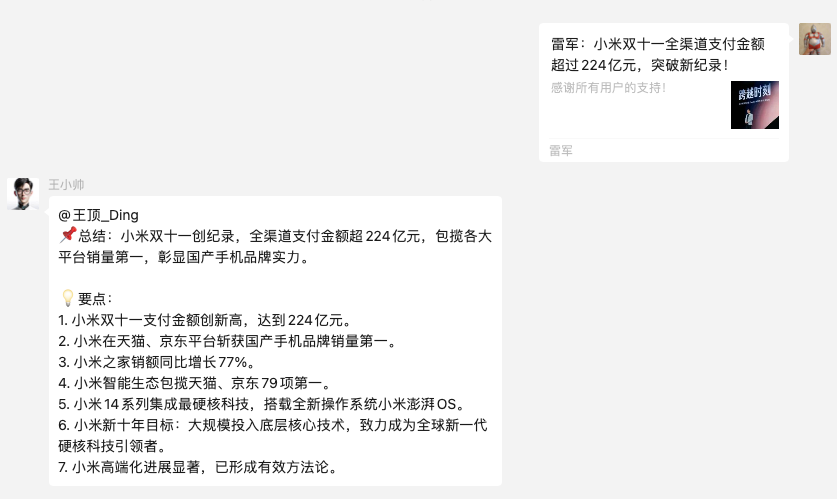 雷军：小米双十一全渠道支付金额
超过224亿元，突破新纪录！
感谢所有用户的支持！
跨越时刻
雷军
王小帅
@王顶_Ding
📌总结：小米双十一创纪录，全渠道支付金额超224亿元，包揽各大
平台销量第一，彰显国产手机品牌实力。
💡要点：
1. 小米双十一支付金额创新高，达到224亿元。
2. 小米在天猫、京东平台斩获国产手机品牌销量第一。
3. 小米之家销额同比增长77%。
4. 小米智能生态包揽天猫、京东79项第一。
5. 小米14系列集成最硬核科技，搭载全新操作系统小米澎湃OS。
6. 小米新十年目标：大规模投入底层核心技术，致力成为全球新一代
硬核科技引领者。
7. 小米高端化进展显著，已形成有效方法论。